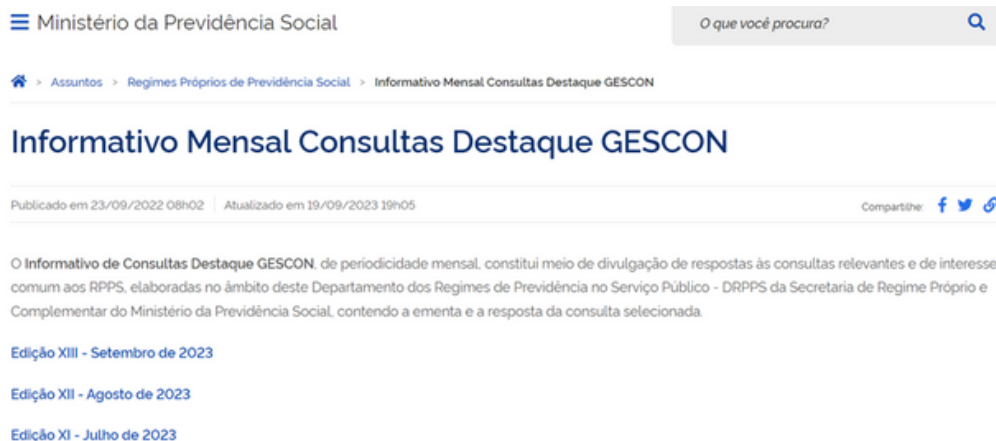 Ministério da Previdência Social
O que você procura?
> Assuntos > Regimes Próprios de Previdência Social > Informativo Mensal Consultas Destaque GESCON
Informativo Mensal Consultas Destaque GESCON
Publicado em 23/09/2022 08h02 Atualizado em 19/09/2023 19h05 Compartilhe:
O Informativo de Consultas Destaque GESCON, de periodicidade mensal, constitui meio de divulgação de respostas às consultas relevantes e de interesse
comum aos RPPS, elaboradas no âmbito deste Departamento dos Regimes de Previdência no Serviço Público - DRPPS da Secretaria de Regime Próprio e
Complementar do Ministério da Previdência Social, contendo a ementa e a resposta da consulta selecionada.
Edição XIII - Setembro de 2023
Edição XII - Agosto de 2023
Edição XI - Julho de 2023